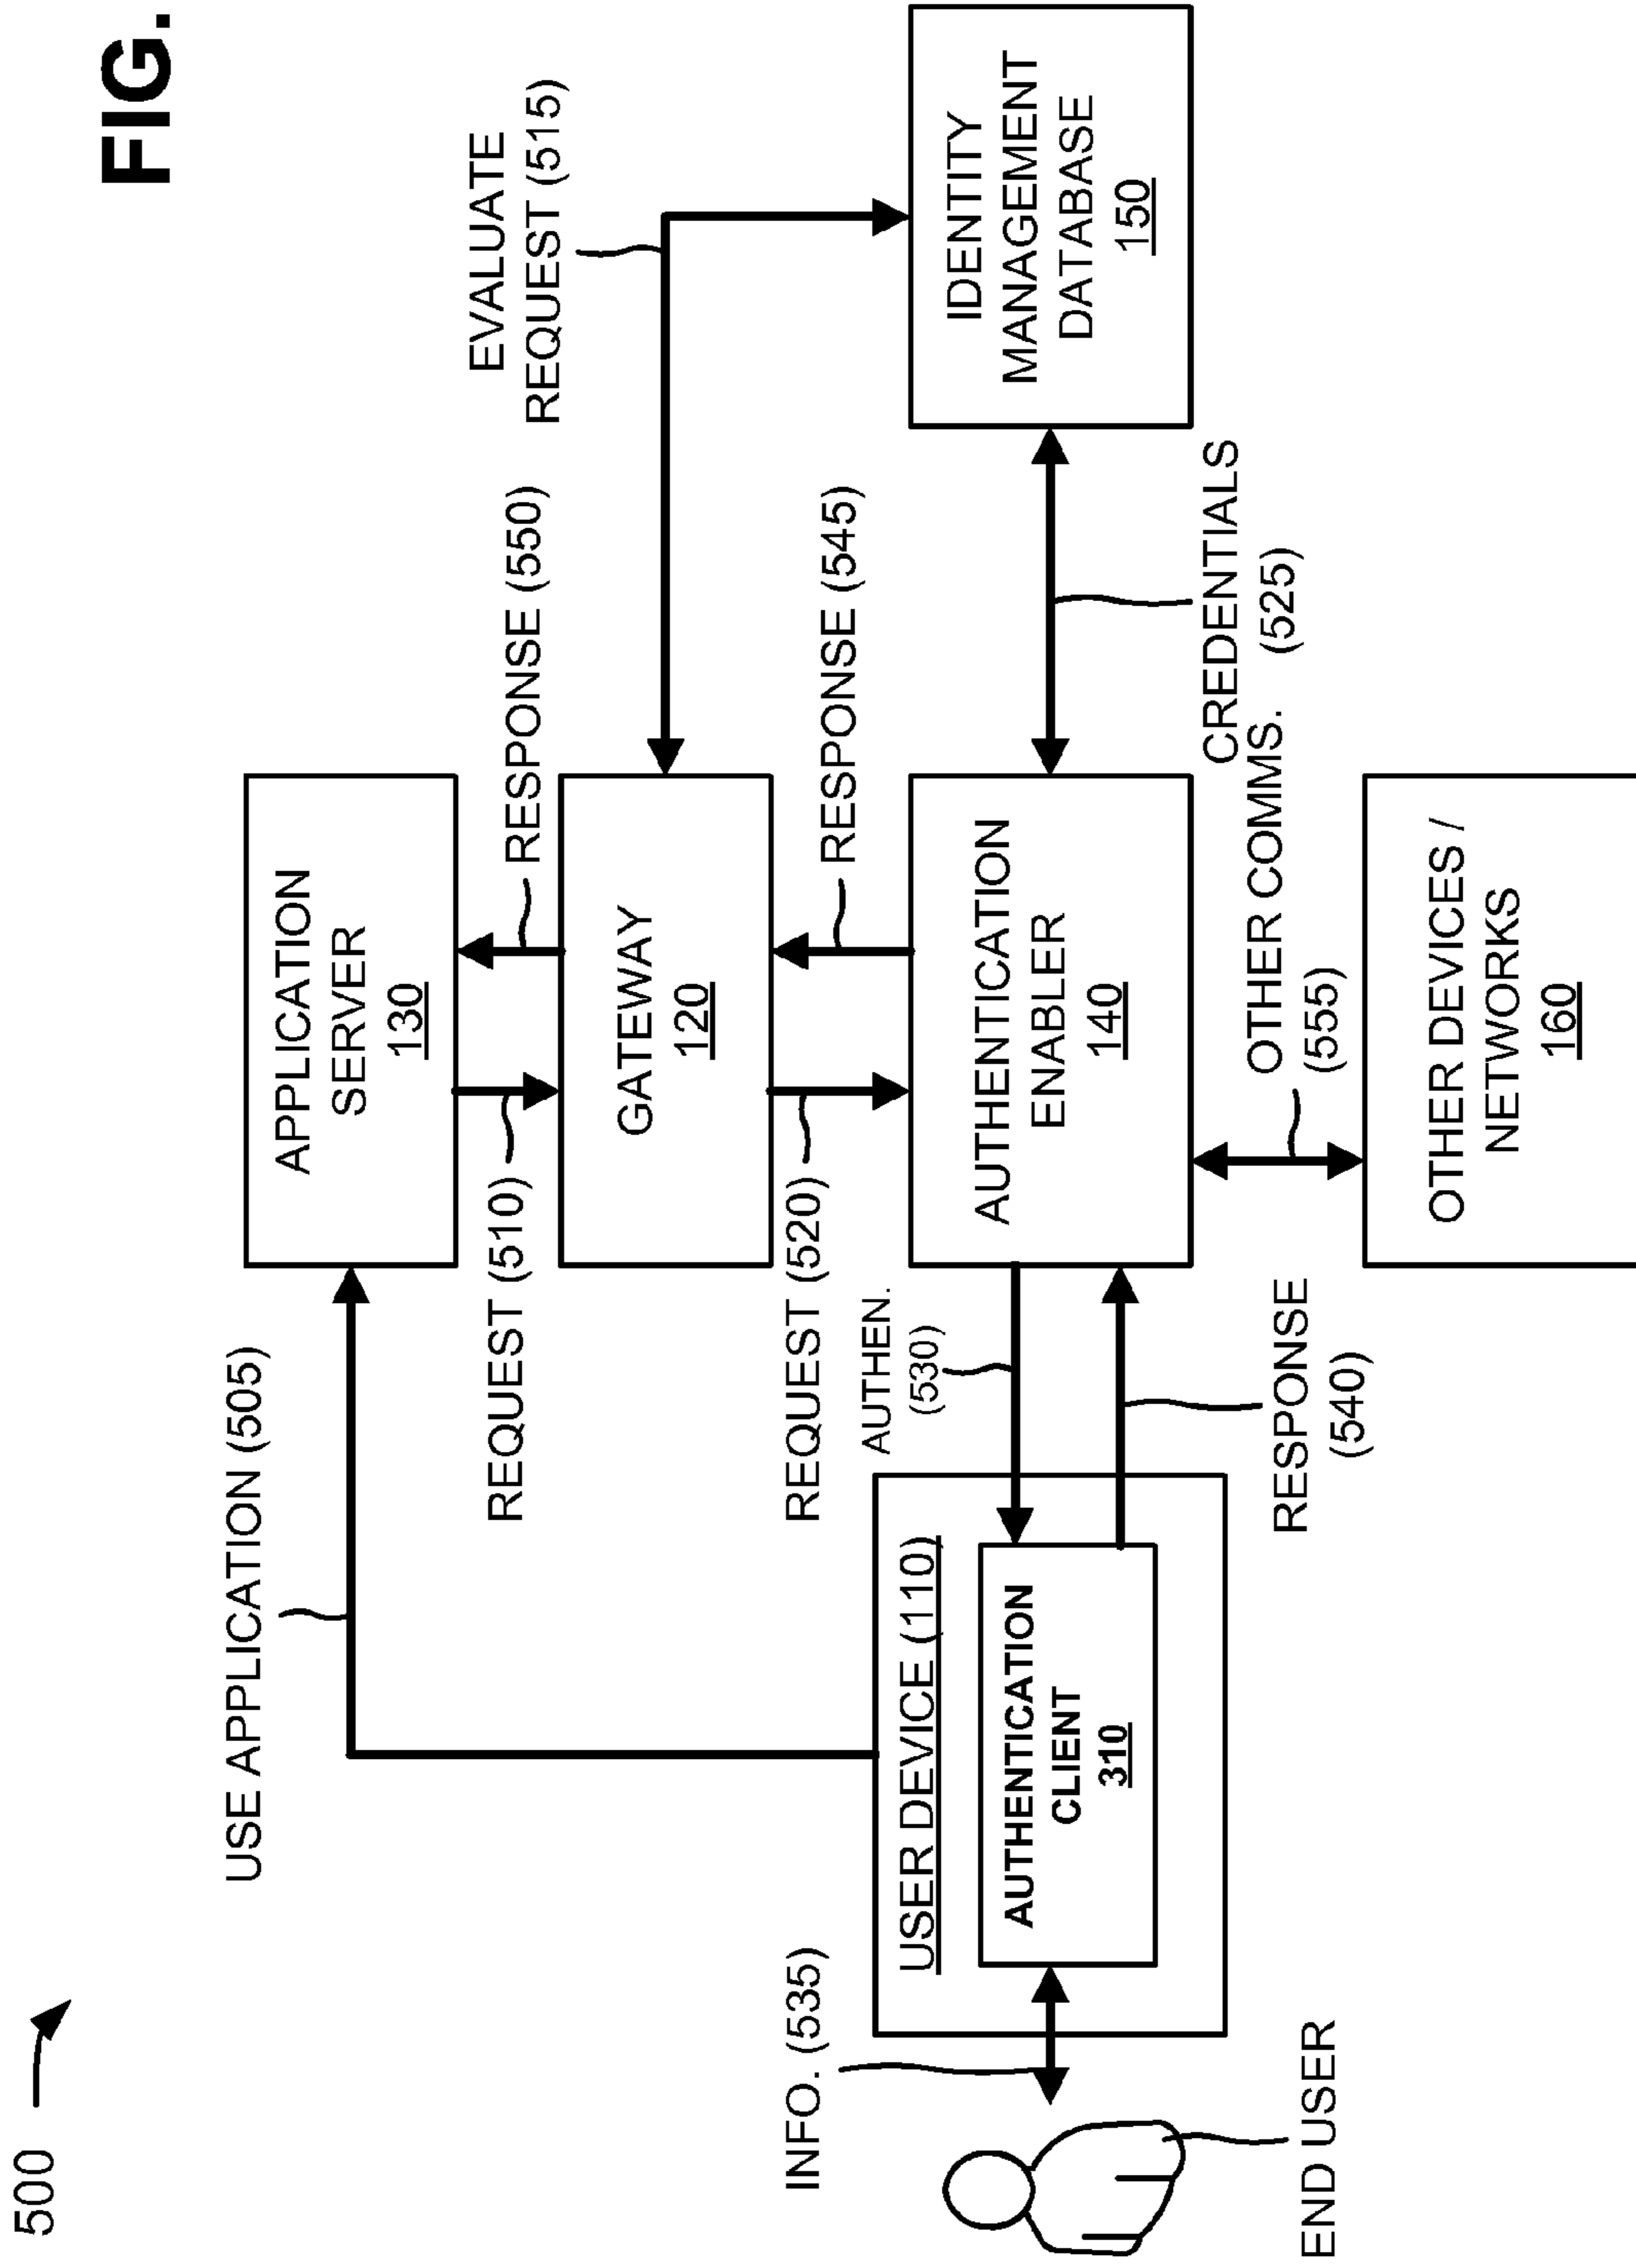 FIG.
500
USE APPLICATION (505)
APPLICATION
SERVER
130
REQUEST (510)
RESPONSE (550)
EVALUATE
REQUEST (515)
GATEWAY
120
REQUEST (520)
RESPONSE (545)
INFO. (535)
USER DEVICE (110)
AUTHENTICATION
CLIENT
310
AUTHEN.
(530)
AUTHENTICATION
ENABLER
140
IDENTITY
MANAGEMENT
DATABASE
150
CREDENTIALS
(525)
END USER
RESPONSE
(540)
OTHER COMMS.
(555)
OTHER DEVICES /
NETWORKS
160